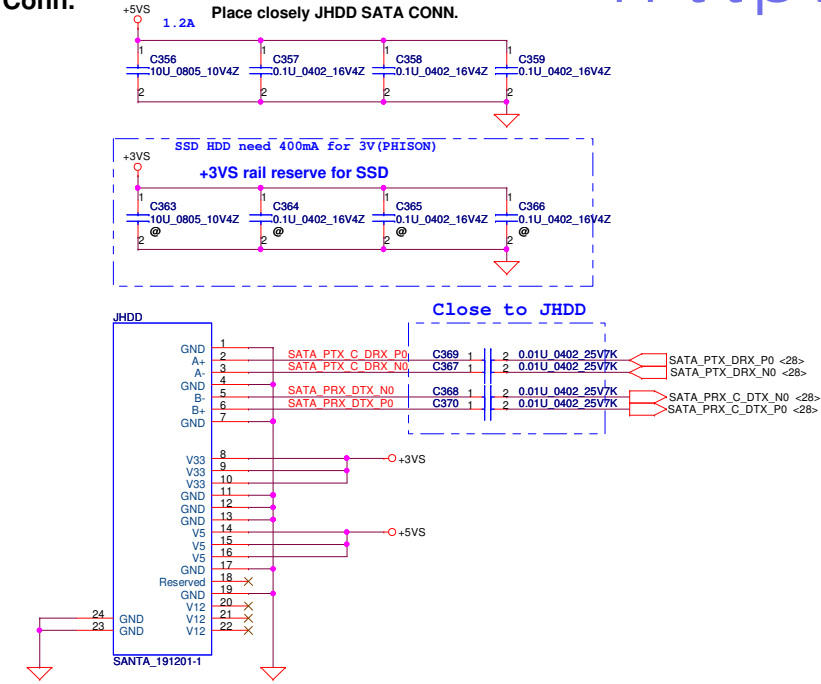 Conn.
+5VS
1.2A
Place closely JHDD SATA CONN.
1 1 1 1
C356 C357 C358 C359
10U_0805_10V4Z 0.1U_0402_16V4Z 0.1U_0402_16V4Z 0.1U_0402_16V4Z
2 2 2 2
SSD HDD need 400mA for 3V(PHISON)
+3VS
+3VS rail reserve for SSD
1 1 1 1
C363 C364 C365 C366
10U_0805_10V4Z 0.1U_0402_16V4Z 0.1U_0402_16V4Z 0.1U_0402_16V4Z
@ @ @ @
2 2 2 2
Close to JHDD
JHDD
GND 1
A+ 2 SATA_PTX_C_DRX_P0 C369 1 2 0.01U_0402_25V7K SATA_PTX_DRX_P0 <28>
A- 3 SATA_PTX_C_DRX_N0 C367 1 2 0.01U_0402_25V7K SATA_PTX_DRX_N0 <28>
GND 4
B- 5 SATA_PRX_DTX_N0 C368 1 2 0.01U_0402_25V7K SATA_PRX_C_DTX_N0 <28>
B+ 6 SATA_PRX_DTX_P0 C370 1 2 0.01U_0402_25V7K SATA_PRX_C_DTX_P0 <28>
GND 7
V33 8 +3VS
V33 9
V33 10
GND 11
GND 12
GND 13
V5 14 +5VS
V5 15
V5 16
GND 17
Reserved 18
GND 19
V12 20
24 GND V12 21
23 GND V12 22
SANTA_191201-1